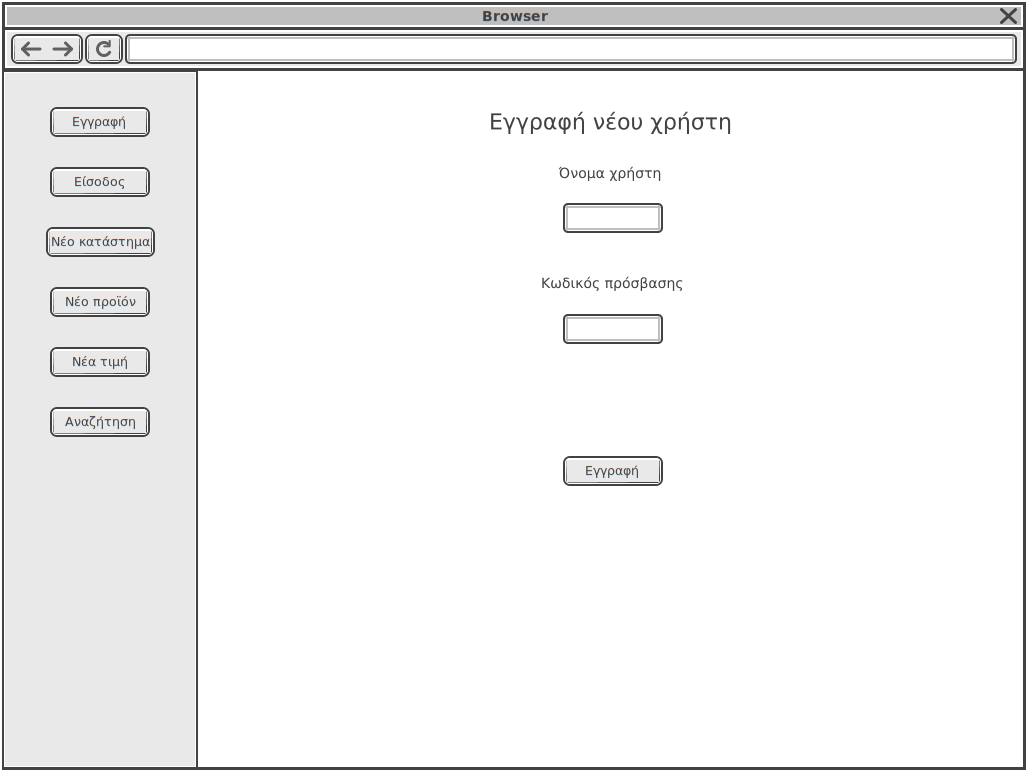 Browser
Εγγραφή
Είσοδος
Νέο κατάστημα
Νέο προϊόν
Νέα τιμή
Αναζήτηση
Εγγραφή νέου χρήστη
Όνομα χρήστη
Κωδικός πρόσβασης
Εγγραφή